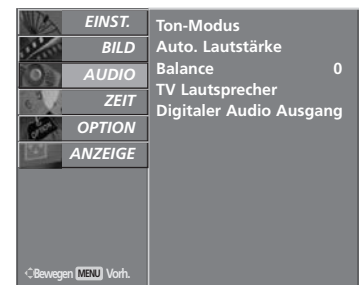 EINST.
BILD
AUDIO
ZEIT
OPTION
ANZEIGE
Ton-Modus
Auto. Lautstärke
Balance 0
TV Lautsprecher
Digitaler Audio Ausgang
Bewegen MENU Vorh.